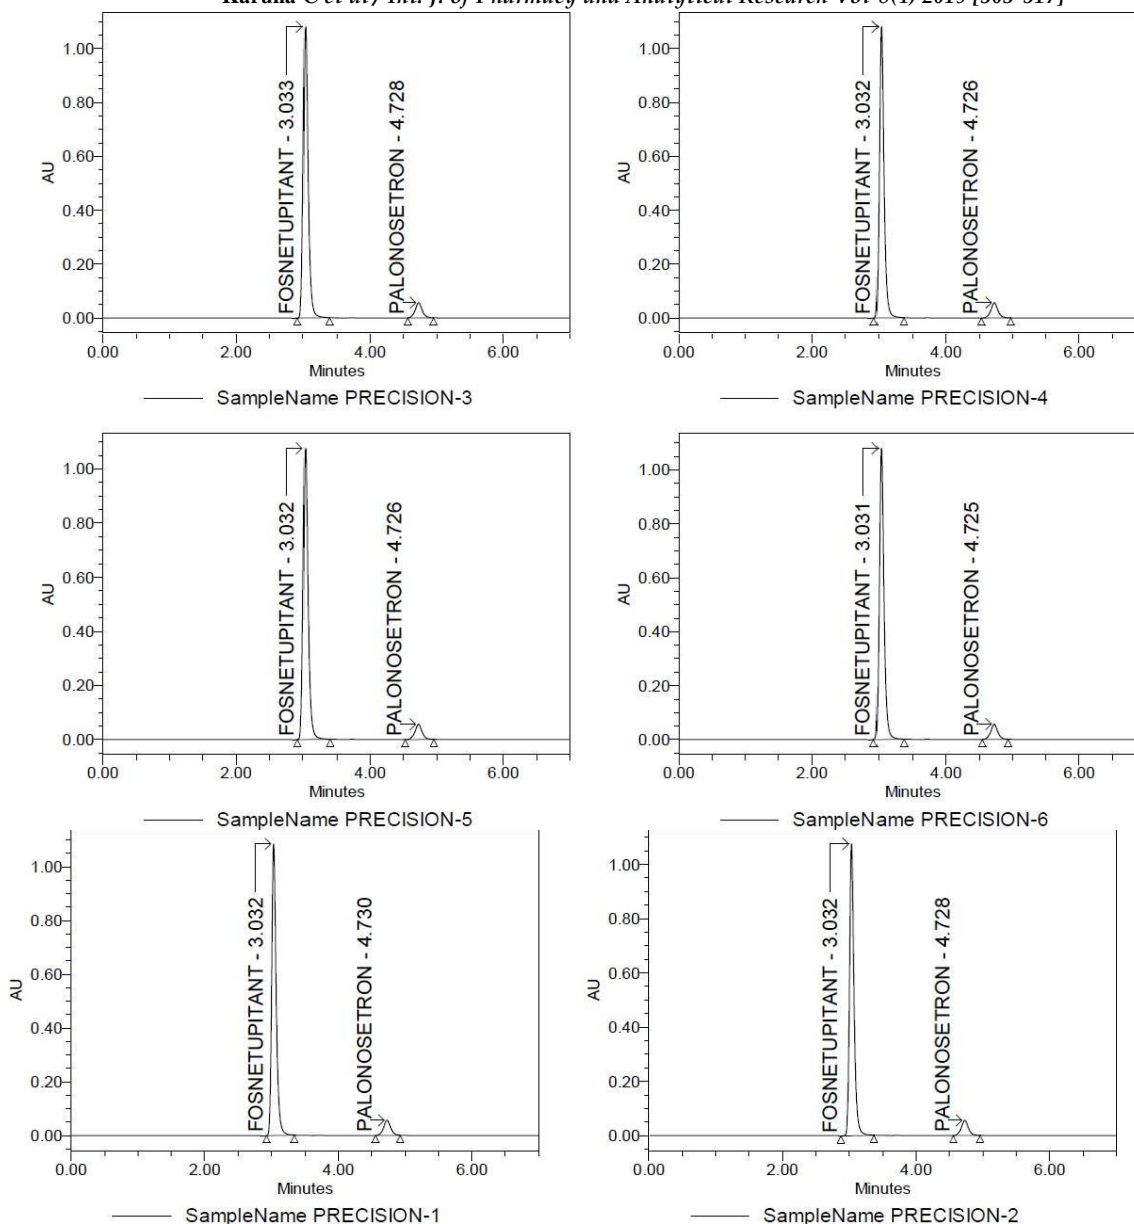 Karuna C et al / Int. J. of Pharmacy and Analytical Research Vol-8(1) 2019 [305-317]
1.00
0.80
0.60
0.40
0.20
0.00
AU
FOSNETUPITANT - 3.033
PALONOSETRON - 4.728
0.00 2.00 4.00 6.00
Minutes
SampleName PRECISION-3
1.00
0.80
0.60
0.40
0.20
0.00
AU
FOSNETUPITANT - 3.032
PALONOSETRON - 4.726
0.00 2.00 4.00 6.00
Minutes
SampleName PRECISION-4
1.00
0.80
0.60
0.40
0.20
0.00
AU
FOSNETUPITANT - 3.032
PALONOSETRON - 4.726
0.00 2.00 4.00 6.00
Minutes
SampleName PRECISION-5
1.00
0.80
0.60
0.40
0.20
0.00
AU
FOSNETUPITANT - 3.031
PALONOSETRON - 4.725
0.00 2.00 4.00 6.00
Minutes
SampleName PRECISION-6
1.00
0.80
0.60
0.40
0.20
0.00
AU
FOSNETUPITANT - 3.032
PALONOSETRON - 4.730
0.00 2.00 4.00 6.00
Minutes
SampleName PRECISION-1
1.00
0.80
0.60
0.40
0.20
0.00
AU
FOSNETUPITANT - 3.032
PALONOSETRON - 4.728
0.00 2.00 4.00 6.00
Minutes
SampleName PRECISION-2